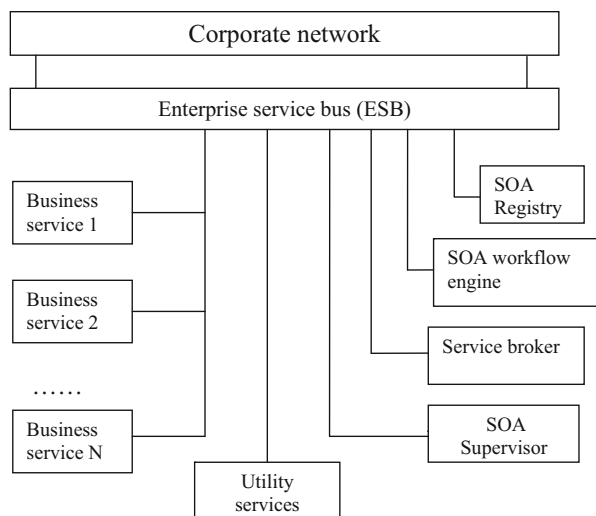 Corporate network
Enterprise service bus (ESB)
Business
service 1
Business
service 2
……
Business
service N
Utility
services
SOA
Registry
SOA workflow
engine
Service broker
SOA
Supervisor